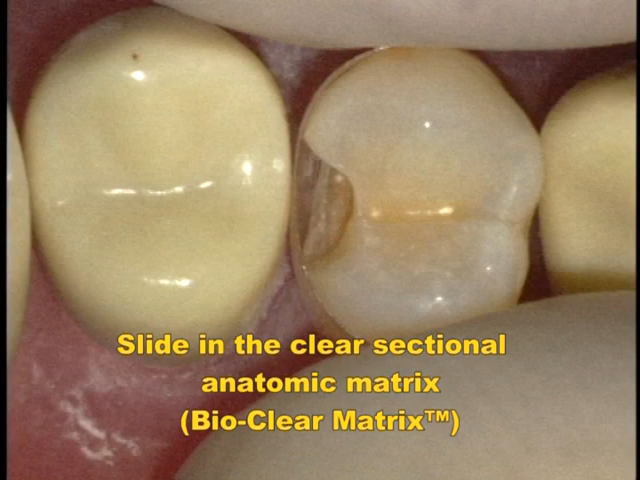 Slide in the clear sectional
anatomic matrix
(Bio-Clear Matrix™)